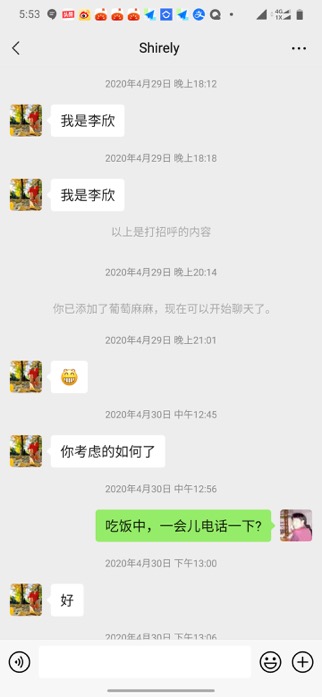 5:53
Shirely
2020年4月29日 晚上18:12
我是李欣
2020年4月29日 晚上18:18
我是李欣
以上是打招呼的内容
2020年4月29日 晚上20:14
你已添加了葡萄麻麻，现在可以开始聊天了。
2020年4月29日 晚上21:01
2020年4月30日 中午12:45
你考虑的如何了
2020年4月30日 中午12:56
吃饭中，一会儿电话一下?
2020年4月30日 下午13:00
好
2020年4月30日 下午13:06